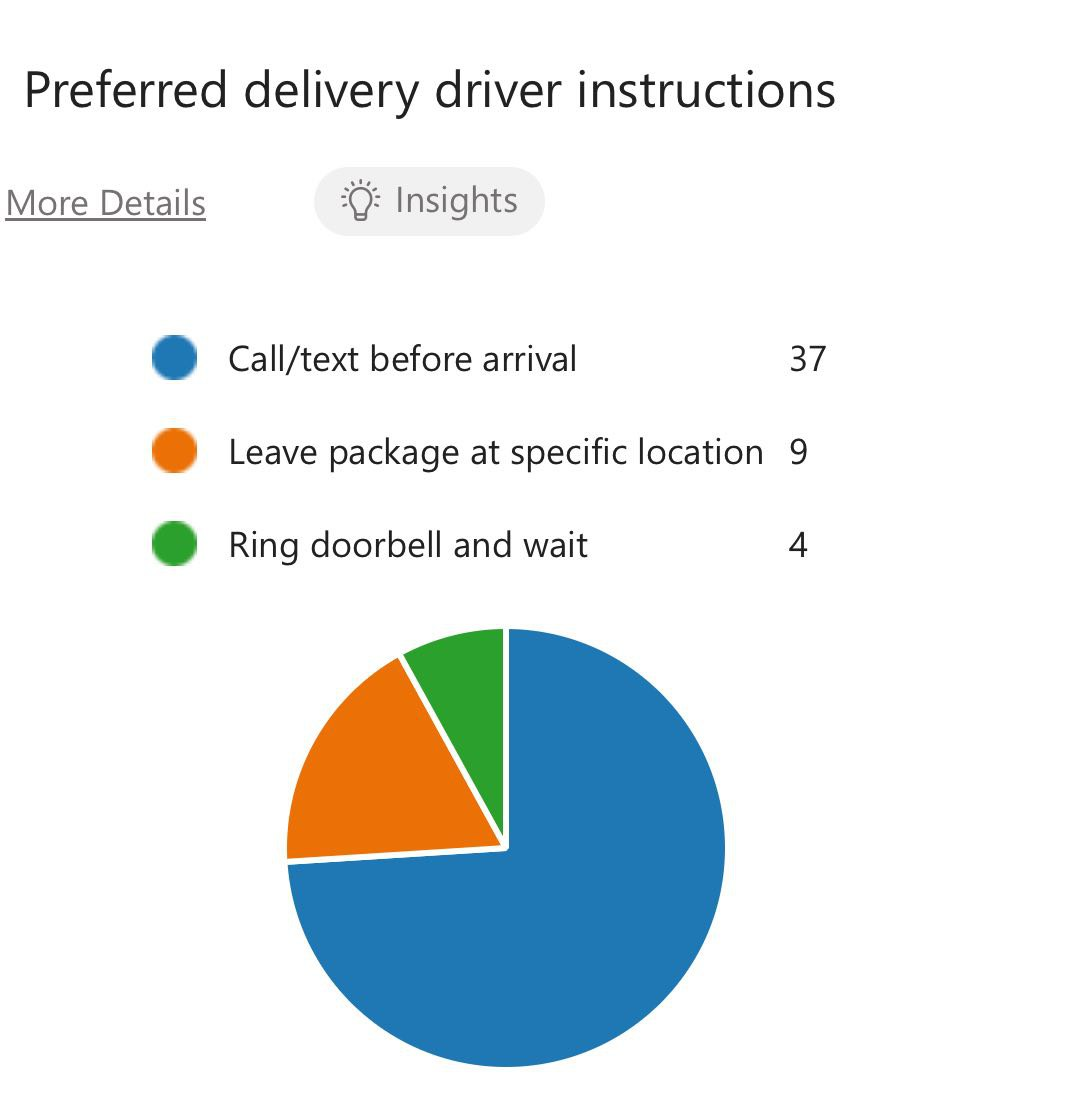 Preferred delivery driver instructions
More Details
Insights
Call/text before arrival 37
Leave package at specific location 9
Ring doorbell and wait 4